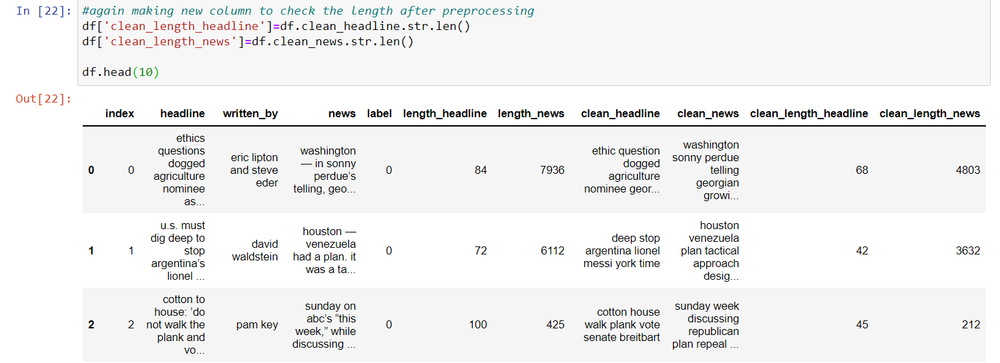 In [22]: #again making new column to check the length after preprocessing
df['clean_length_headline']=df.clean_headline.str.len()
df['clean_length_news']=df.clean_news.str.len()
df.head(10)
Out[22]:
index headline written_by news label length_headline length_news clean_headline clean_news clean_length_headline clean_length_news
0 0 ethics questions dogged agriculture nominee as... eric lipton and steve eder washington — in sonny perdue’s telling, geo... 0 84 7936 ethic question dogged agriculture nominee geor... washington sonny perdue telling georgian growi... 68 4803
1 1 u.s. must dig deep to stop argentina’s lionel ... david waldstein houston — venezuela had a plan. it was a ta... 0 72 6112 deep stop argentina lionel messi york time houston venezuela plan tactical approach desig... 42 3632
2 2 cotton to house: ’do not walk the plank and vo... pam key sunday on abc’s “this week,” while discussing ... 0 100 425 cotton house walk plank vote senate breitbart sunday week discussing republican plan repeal ... 45 212